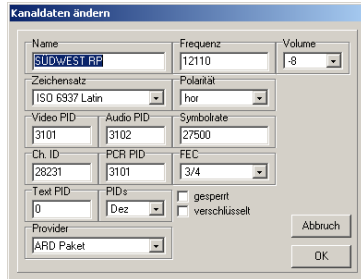 Kanaldaten ändern
Name Frequenz Volume
SÜDWEST RP 12110 -8
Zeichensatz Polarität
ISO 6937 Latin hor
Video PID Audio PID Symbolrate
3101 3102 27500
Ch. ID PCR PID FEC
28231 3101 3/4
Text PID PIDs gesperrt
0 Dez verschlüsselt
Provider Abbruch
ARD Paket OK